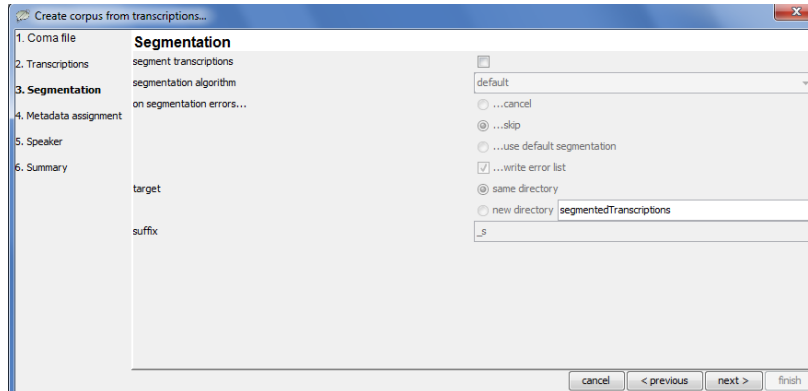 Create corpus from transcriptions...
1. Coma file
2. Transcriptions
3. Segmentation
4. Metadata assignment
5. Speaker
6. Summary
Segmentation
segment transcriptions
segmentation algorithm default
on segmentation errors... ...cancel
...skip
...use default segmentation
...write error list
target same directory
new directory segmentedTranscriptions
suffix _s
cancel < previous next > finish